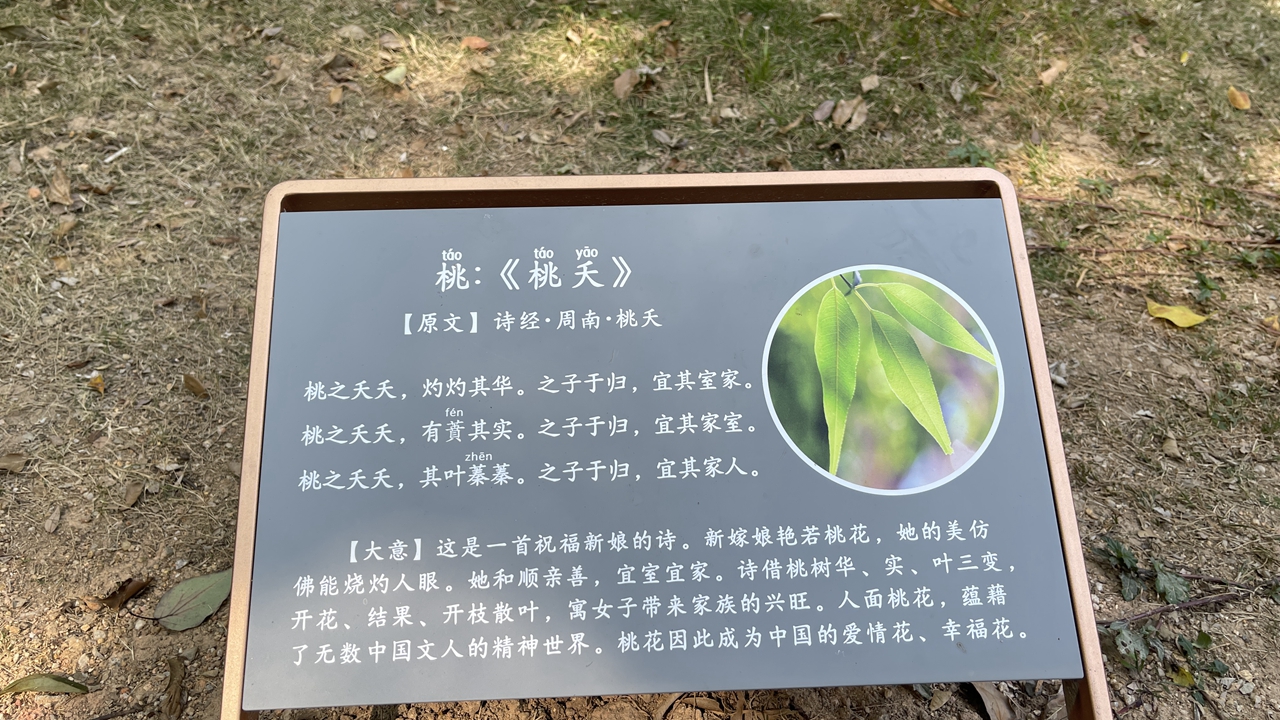 táo táo yāo
桃：《桃夭》
【原文】诗经·周南·桃夭
桃之夭夭，灼灼其华。之子于归，宜其室家。
fén
桃之夭夭，有蕡其实。之子于归，宜其家室。
zhēn
桃之夭夭，其叶蓁蓁。之子于归，宜其家人。
【大意】这是一首祝福新娘的诗。新嫁娘艳若桃花，她的美仿
佛能烧灼人眼。她和顺亲善，宜室宜家。诗借桃树华、实、叶三变，
开花、结果、开枝散叶，寓女子带来家族的兴旺。人面桃花，蕴藉
了无数中国文人的精神世界。桃花因此成为中国的爱情花、幸福花。